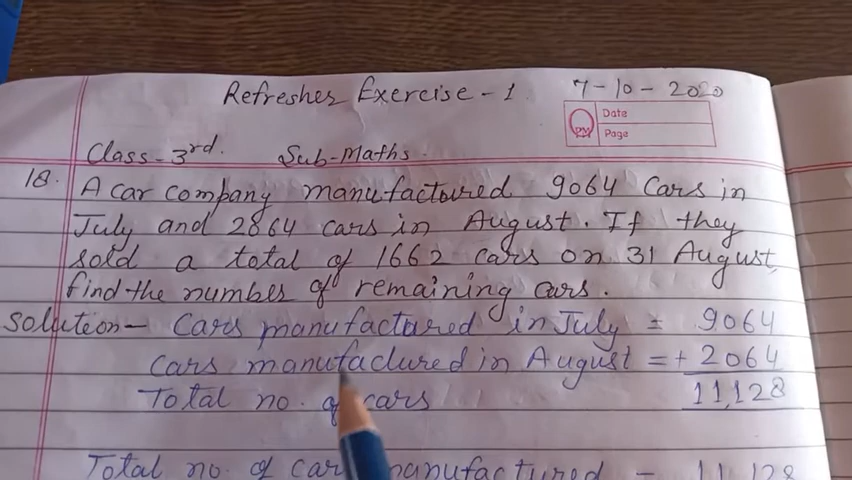 Refresher Exercise - 1
7-10-2020
Date
PM
Page
Class-3rd. Sub-Maths.
18. A car company manufactured 9064 Cars in
July and 2864 cars in August. If they
sold a total of 1662 cars on 31 August,
find the number of remaining cars.
Solution- Cars manufactared in July = 9064
Cars manufactured in August = + 2064
Total no. of cars 11,128
Total no. of car manufactured - 11,128